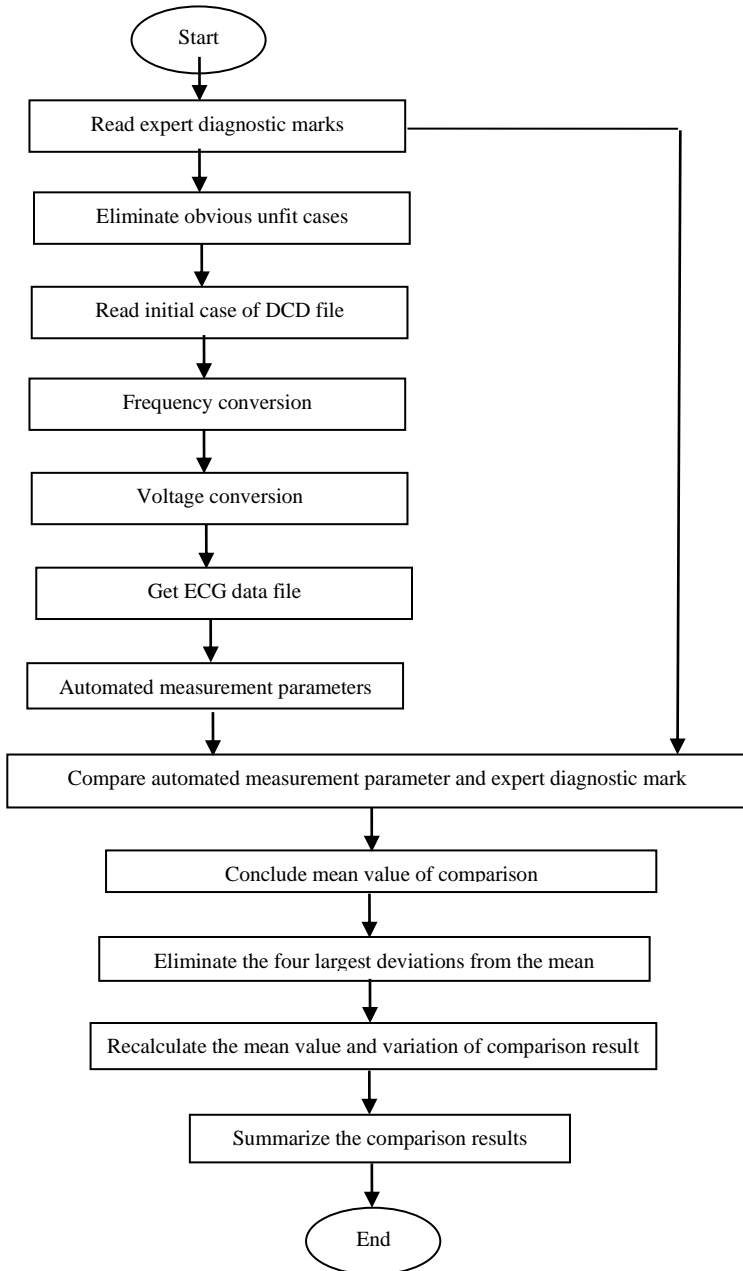 Start
Read expert diagnostic marks
Eliminate obvious unfit cases
Read initial case of DCD file
Frequency conversion
Voltage conversion
Get ECG data file
Automated measurement parameters
Compare automated measurement parameter and expert diagnostic mark
Conclude mean value of comparison
Eliminate the four largest deviations from the mean
Recalculate the mean value and variation of comparison result
Summarize the comparison results
End